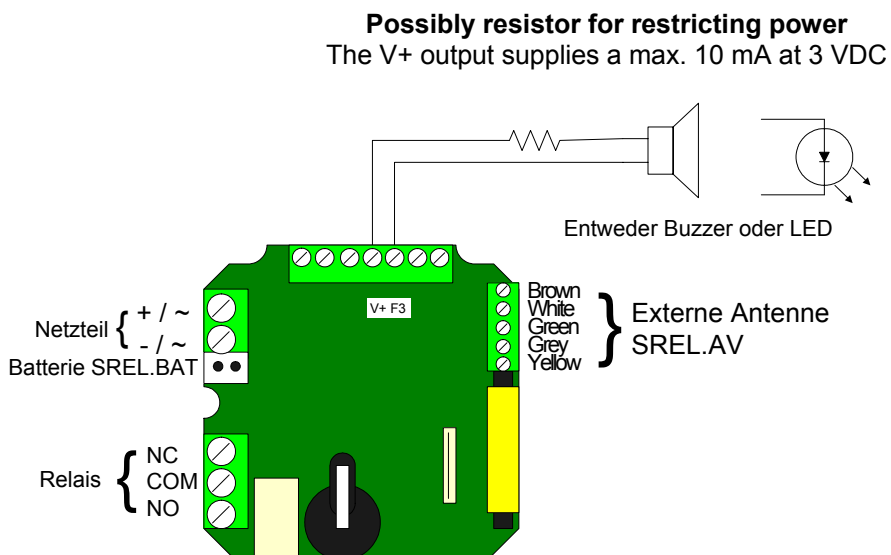 Possibly resistor for restricting power
The V+ output supplies a max. 10 mA at 3 VDC
Entweder Buzzer oder LED
V+ F3
Netzteil { + / ~
- / ~
Batterie SREL.BAT
Brown
White
Green
Grey
Yellow
} Externe Antenne
SREL.AV
Relais { NC
COM
NO